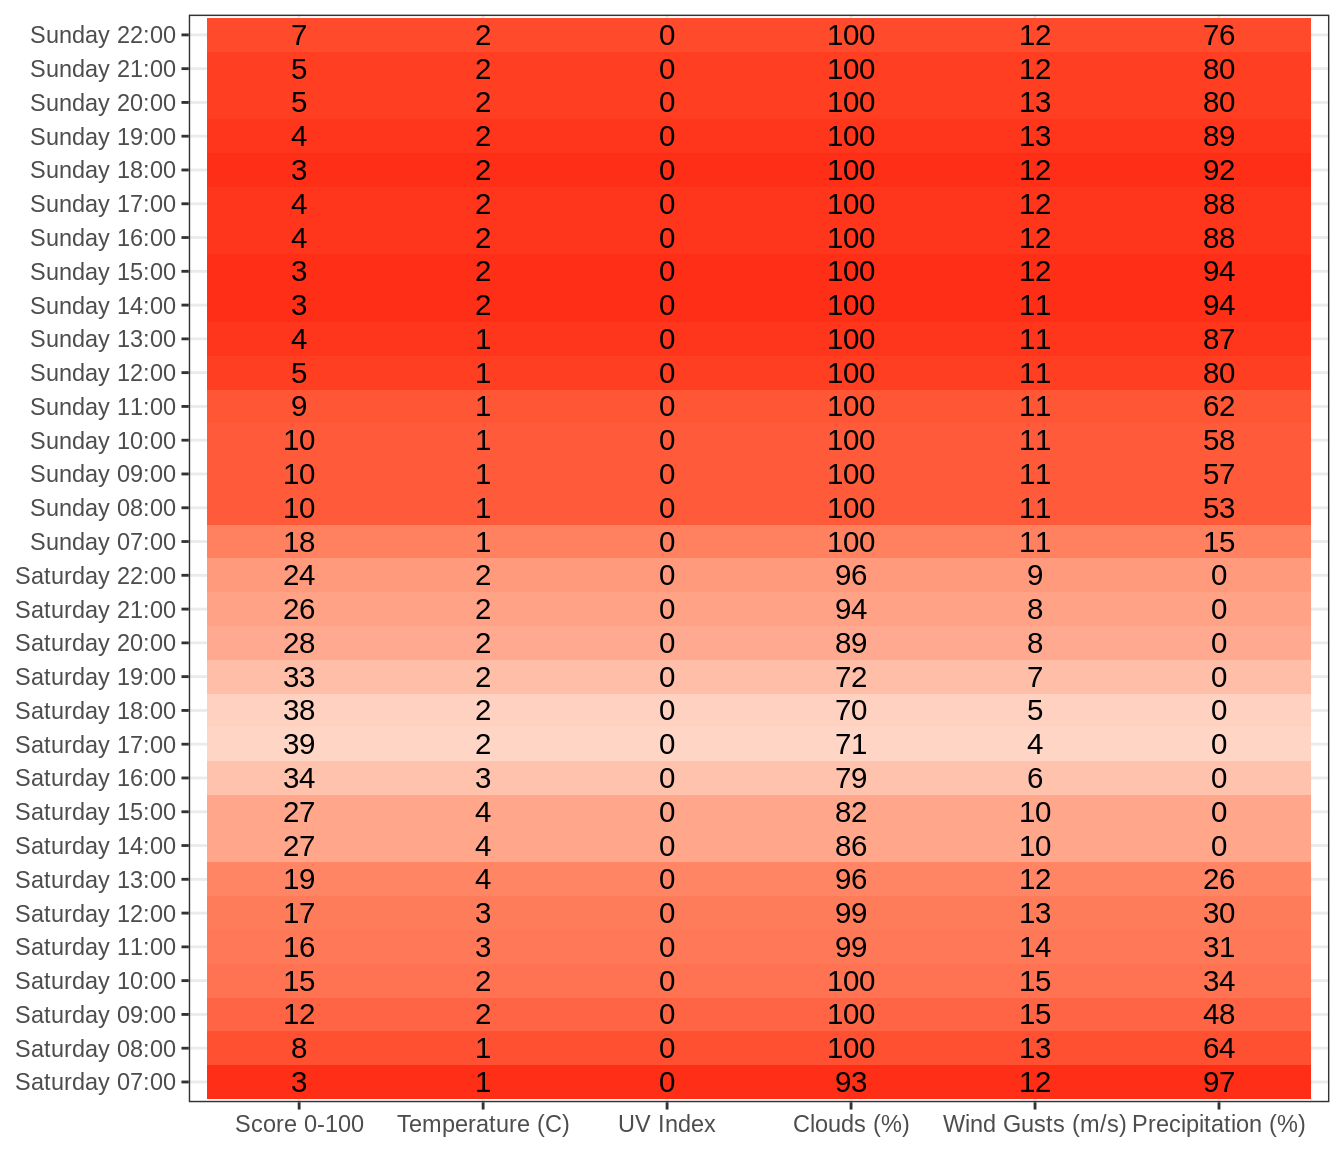 Sunday 22:00 7 2 0 100 12 76
Sunday 21:00 5 2 0 100 12 80
Sunday 20:00 5 2 0 100 13 80
Sunday 19:00 4 2 0 100 13 89
Sunday 18:00 3 2 0 100 12 92
Sunday 17:00 4 2 0 100 12 88
Sunday 16:00 4 2 0 100 12 88
Sunday 15:00 3 2 0 100 12 94
Sunday 14:00 3 2 0 100 11 94
Sunday 13:00 4 1 0 100 11 87
Sunday 12:00 5 1 0 100 11 80
Sunday 11:00 9 1 0 100 11 62
Sunday 10:00 10 1 0 100 11 58
Sunday 09:00 10 1 0 100 11 57
Sunday 08:00 10 1 0 100 11 53
Sunday 07:00 18 1 0 100 11 15
Saturday 22:00 24 2 0 96 9 0
Saturday 21:00 26 2 0 94 8 0
Saturday 20:00 28 2 0 89 8 0
Saturday 19:00 33 2 0 72 7 0
Saturday 18:00 38 2 0 70 5 0
Saturday 17:00 39 2 0 71 4 0
Saturday 16:00 34 3 0 79 6 0
Saturday 15:00 27 4 0 82 10 0
Saturday 14:00 27 4 0 86 10 0
Saturday 13:00 19 4 0 96 12 26
Saturday 12:00 17 3 0 99 13 30
Saturday 11:00 16 3 0 99 14 31
Saturday 10:00 15 2 0 100 15 34
Saturday 09:00 12 2 0 100 15 48
Saturday 08:00 8 1 0 100 13 64
Saturday 07:00 3 1 0 93 12 97
Score 0-100 Temperature (C) UV Index Clouds (%) Wind Gusts (m/s) Precipitation (%)